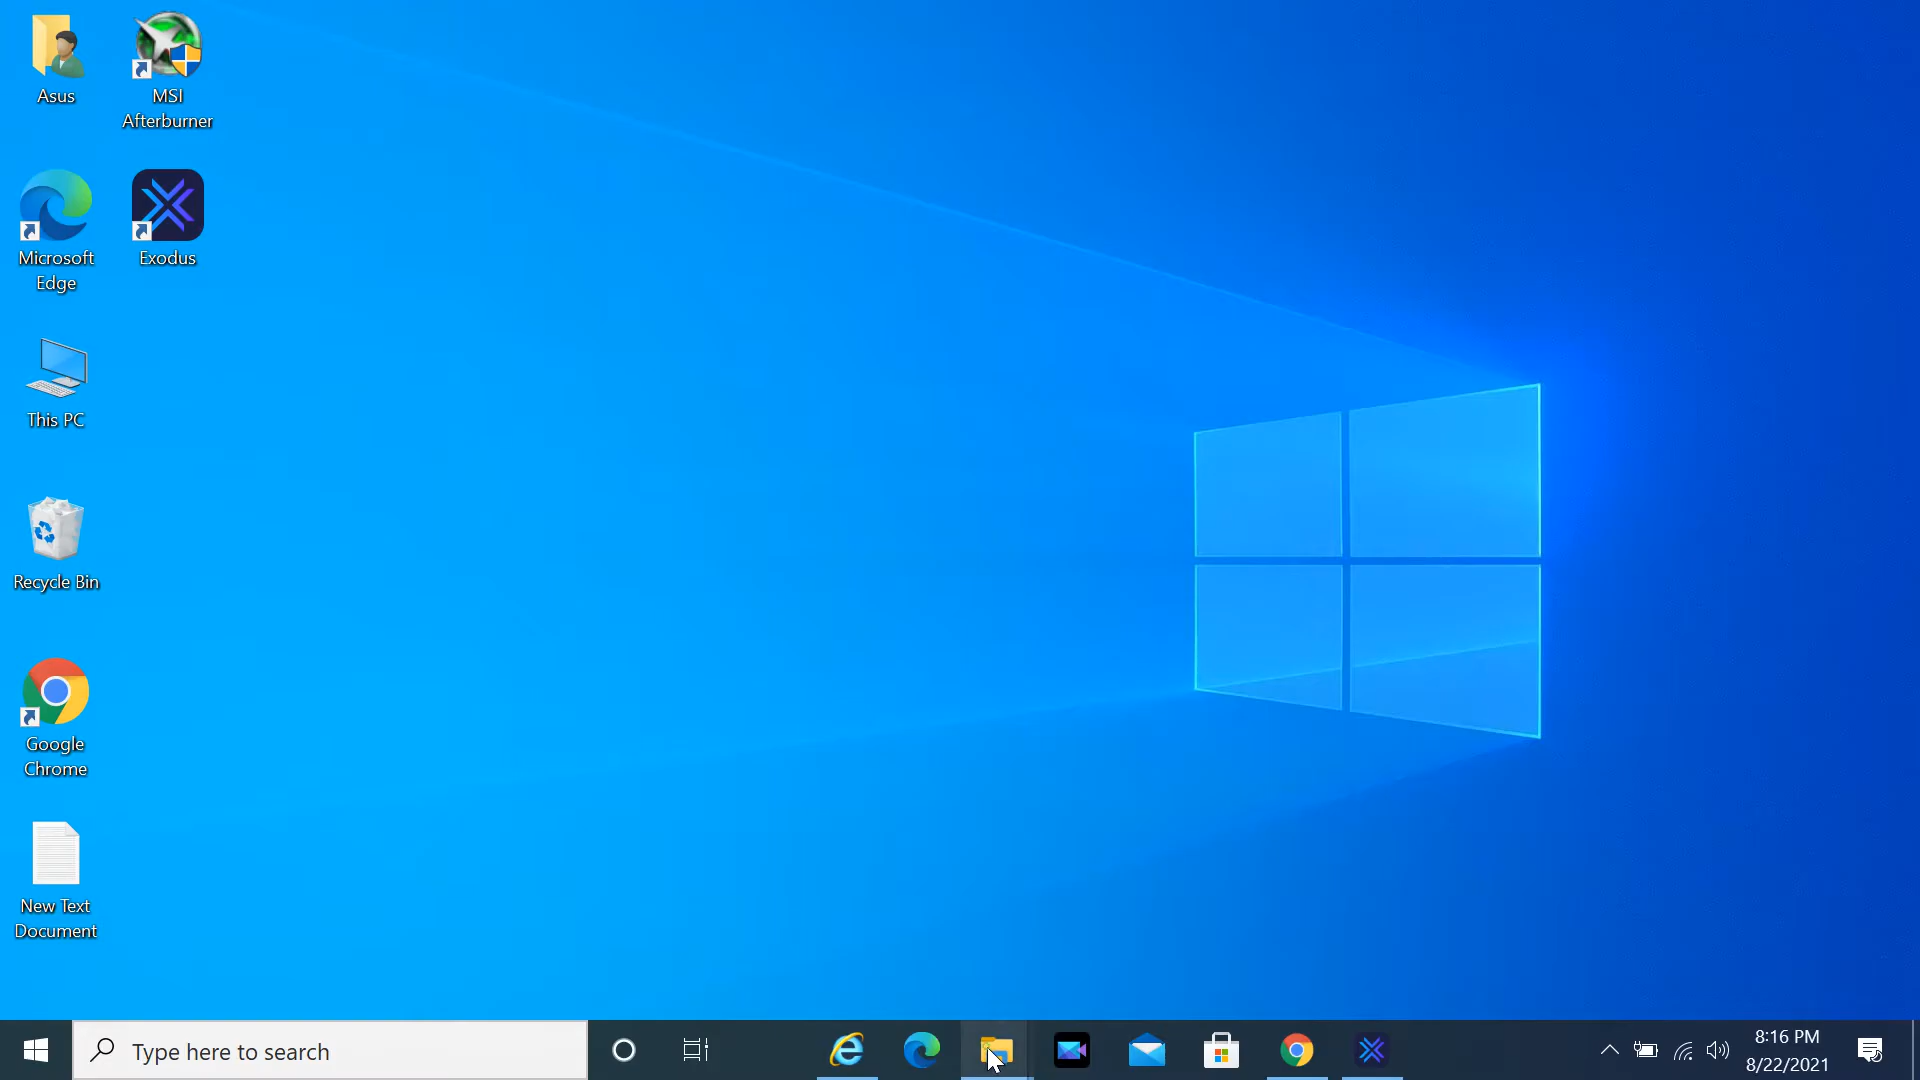 Asus
MSI
Afterburner
Microsoft
Edge
Exodus
This PC
Recycle Bin
Google
Chrome
New Text
Document
Type here to search
8:16 PM
8/22/2021